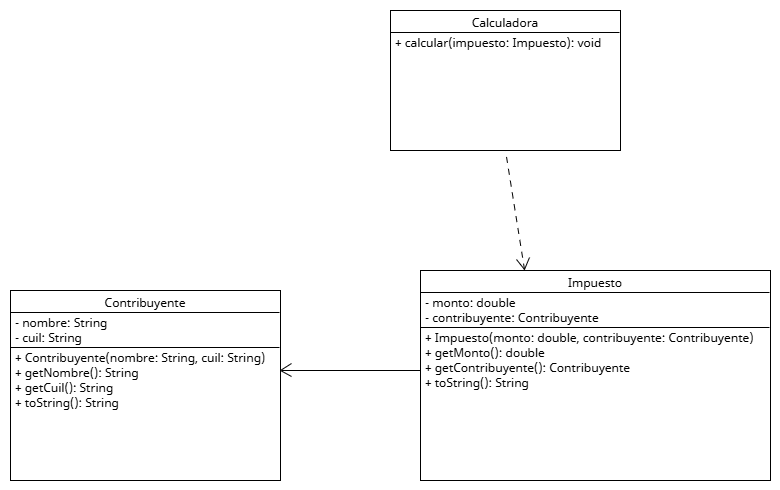 Calculadora
+ calcular(impuesto: Impuesto): void
Contribuyente
- nombre: String
- cuil: String
+ Contribuyente(nombre: String, cuil: String)
+ getNombre(): String
+ getCuil(): String
+ toString(): String
Impuesto
- monto: double
- contribuyente: Contribuyente
+ Impuesto(monto: double, contribuyente: Contribuyente)
+ getMonto(): double
+ getContribuyente(): Contribuyente
+ toString(): String